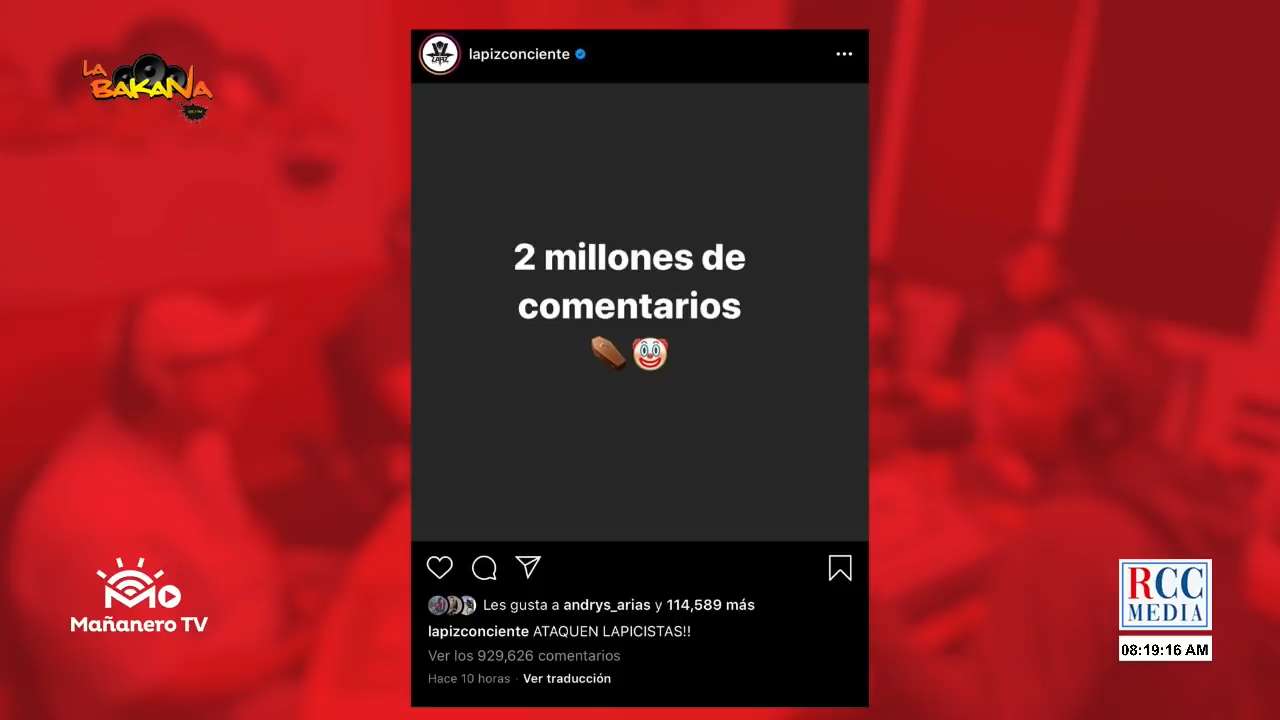 LA
BAKANA
lapizconciente
LAPIZ
2 millones de
comentarios
Les gusta a andrys_arias y 114,589 más
lapizconciente ATAQUEN LAPICISTAS!!
Ver los 929,626 comentarios
Hace 10 horas · Ver traducción
Mañanero TV
RCC
MEDIA
08:19:16 AM